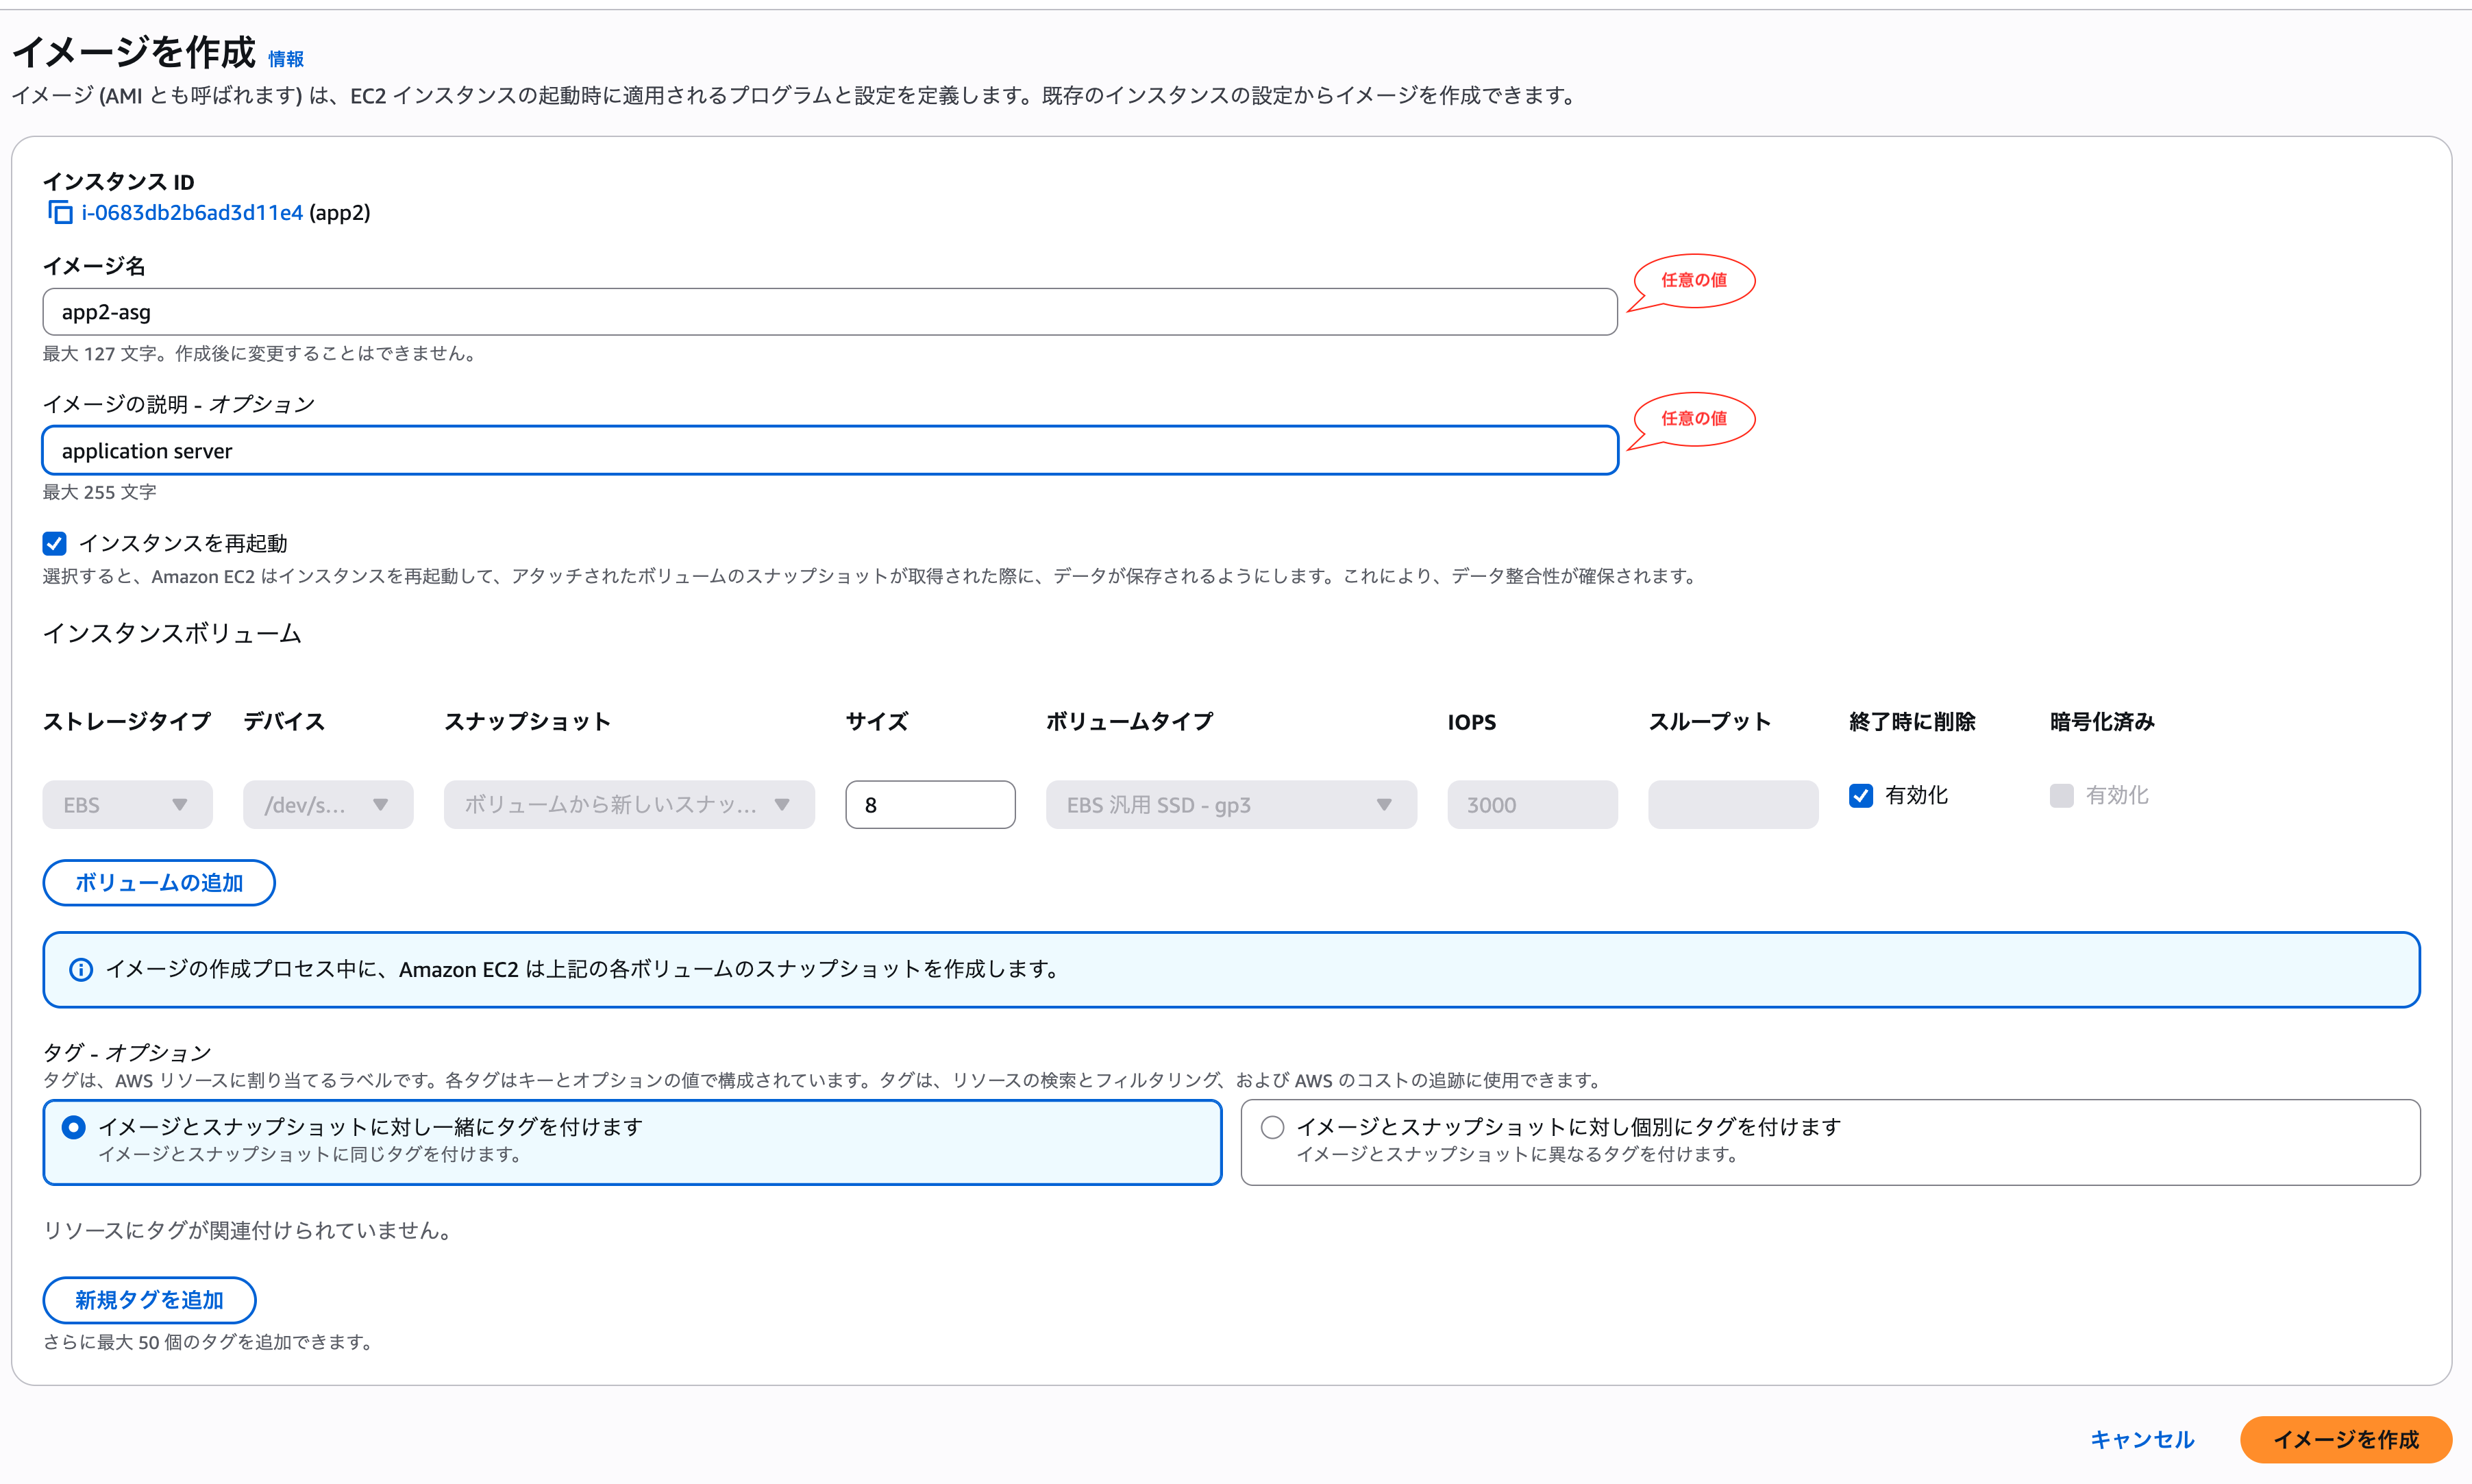 イメージを作成 情報
イメージ (AMI とも呼ばれます) は、EC2 インスタンスの起動時に適用されるプログラムと設定を定義します。既存のインスタンスの設定からイメージを作成できます。
インスタンス ID
i-0683db2b6ad3d11e4 (app2)
イメージ名
任意の値
app2-asg
最大 127 文字。作成後に変更することはできません。
イメージの説明 - オプション
任意の値
application server
最大 255 文字
インスタンスを再起動
選択すると、Amazon EC2 はインスタンスを再起動して、アタッチされたボリュームのスナップショットが取得された際に、データが保存されるようにします。これにより、データ整合性が確保されます。
インスタンスボリューム
ストレージタイプ デバイス スナップショット サイズ ボリュームタイプ IOPS スループット 終了時に削除 暗号化済み
EBS /dev/s... ボリュームから新しいスナッ... 8 EBS 汎用 SSD - gp3 3000 有効化 有効化
ボリュームの追加
イメージの作成プロセス中に、Amazon EC2 は上記の各ボリュームのスナップショットを作成します。
タグ - オプション
タグは、AWS リソースに割り当てるラベルです。各タグはキーとオプションの値で構成されています。タグは、リソースの検索とフィルタリング、および AWS のコストの追跡に使用できます。
イメージとスナップショットに対し一緒にタグを付けます
イメージとスナップショットに同じタグを付けます。
イメージとスナップショットに対し個別にタグを付けます
イメージとスナップショットに異なるタグを付けます。
リソースにタグが関連付けられていません。
新規タグを追加
さらに最大 50 個のタグを追加できます。
キャンセル イメージを作成